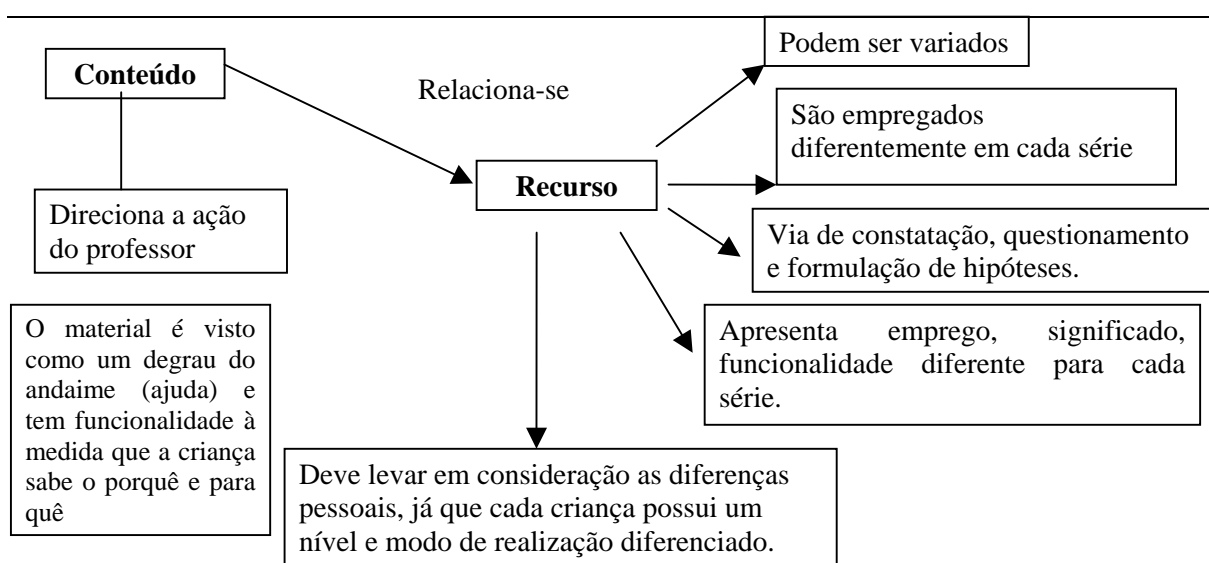 Podem ser variados
Conteúdo
Relaciona-se
São empregados
diferentemente em cada série
Recurso
Direciona a ação
do professor
Via de constatação, questionamento
e formulação de hipóteses.
O material é visto
como um degrau do
andaime (ajuda) e
tem funcionalidade à
medida que a criança
sabe o porquê e para
quê
Apresenta emprego, significado,
funcionalidade diferente para cada
série.
Deve levar em consideração as diferenças
pessoais, já que cada criança possui um
nível e modo de realização diferenciado.